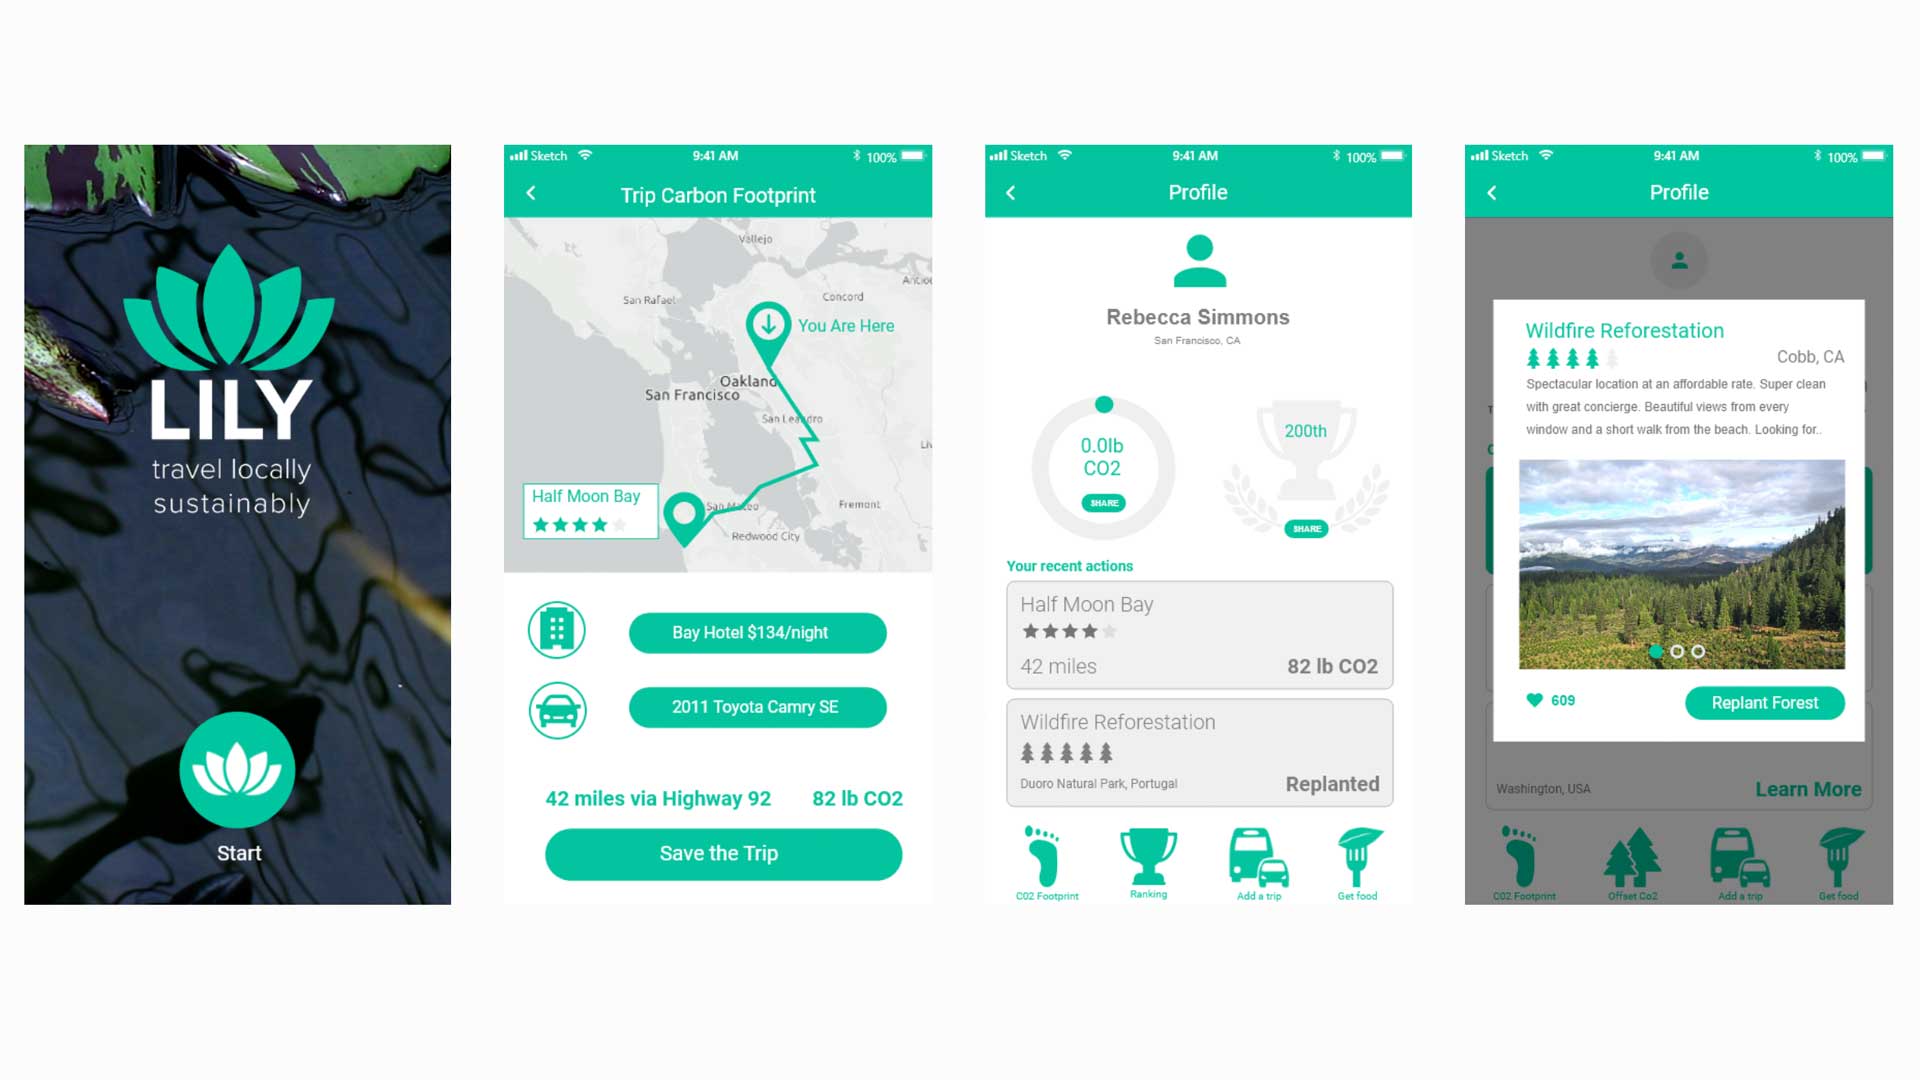 LILY
travel locally
sustainably
Start
Sketch 9:41 AM 100%
Trip Carbon Footprint
Vallejo
Antioc
San Rafael
Concord
You Are Here
Oakland
San Francisco
San Leandro
Liv
Half Moon Bay
San Mateo
Fremont
Redwood City
Bay Hotel $134/night
2011 Toyota Camry SE
42 miles via Highway 92 82 lb CO2
Save the Trip
Sketch 9:41 AM 100%
Profile
Rebecca Simmons
San Francisco, CA
0.0lb
CO2
SHARE
200th
SHARE
Your recent actions
Half Moon Bay
42 miles 82 lb CO2
Wildfire Reforestation
Duoro Natural Park, Portugal Replanted
C02 Footprint Ranking Add a trip Get food
Sketch 9:41 AM 100%
Profile
Wildfire Reforestation
Cobb, CA
Spectacular location at an affordable rate. Super clean
with great concierge. Beautiful views from every
window and a short walk from the beach. Looking for..
609 Replant Forest
Washington, USA Learn More
C02 Footprint Offset Co2 Add a trip Get food